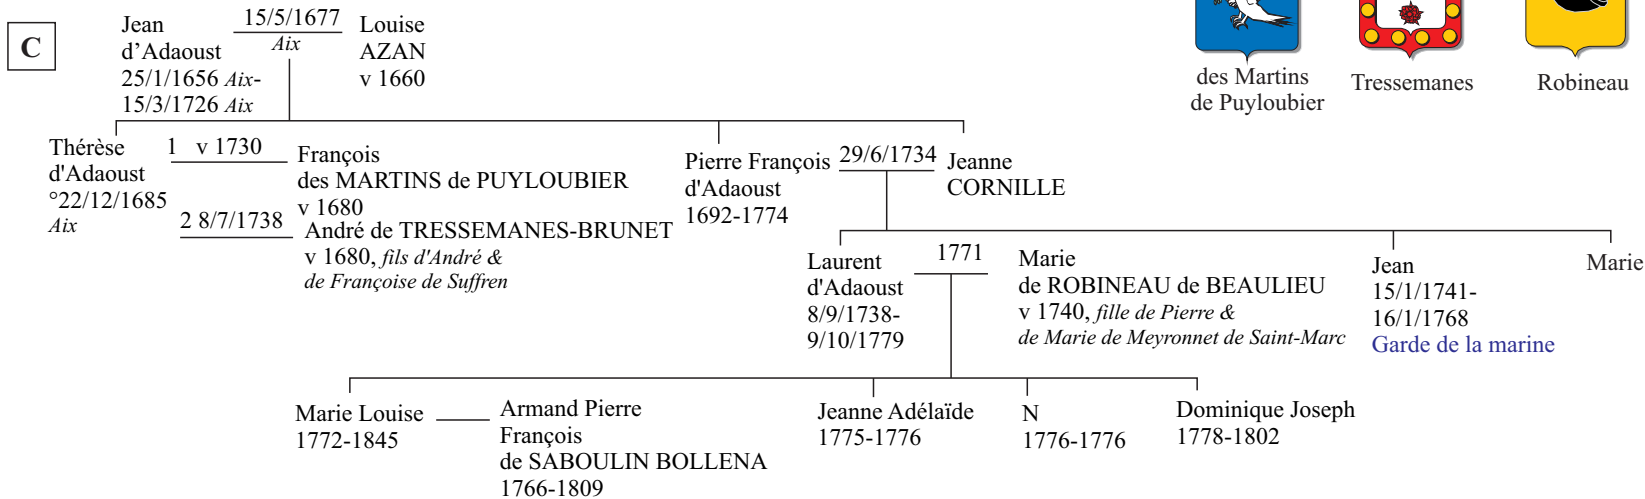 C
Jean
d’Adaoust
25/1/1656 Aix-
15/3/1726 Aix
15/5/1677
Aix
Louise
AZAN
v 1660
des Martins
de Puyloubier
Tressemanes
Robineau
Thérèse
d'Adaoust
°22/12/1685
Aix
1 v 1730
François
des MARTINS de PUYLOUBIER
v 1680
2 8/7/1738
André de TRESSEMANES-BRUNET
v 1680, fils d'André &
de Françoise de Suffren
Pierre François
d'Adaoust
1692-1774
29/6/1734
Jeanne
CORNILLE
Laurent
d'Adaoust
8/9/1738-
9/10/1779
1771
Marie
de ROBINEAU de BEAULIEU
v 1740, fille de Pierre &
de Marie de Meyronnet de Saint-Marc
Jean
15/1/1741-
16/1/1768
Garde de la marine
Marie
Marie Louise
1772-1845
Armand Pierre
François
de SABOULIN BOLLENA
1766-1809
Jeanne Adélaïde
1775-1776
N
1776-1776
Dominique Joseph
1778-1802